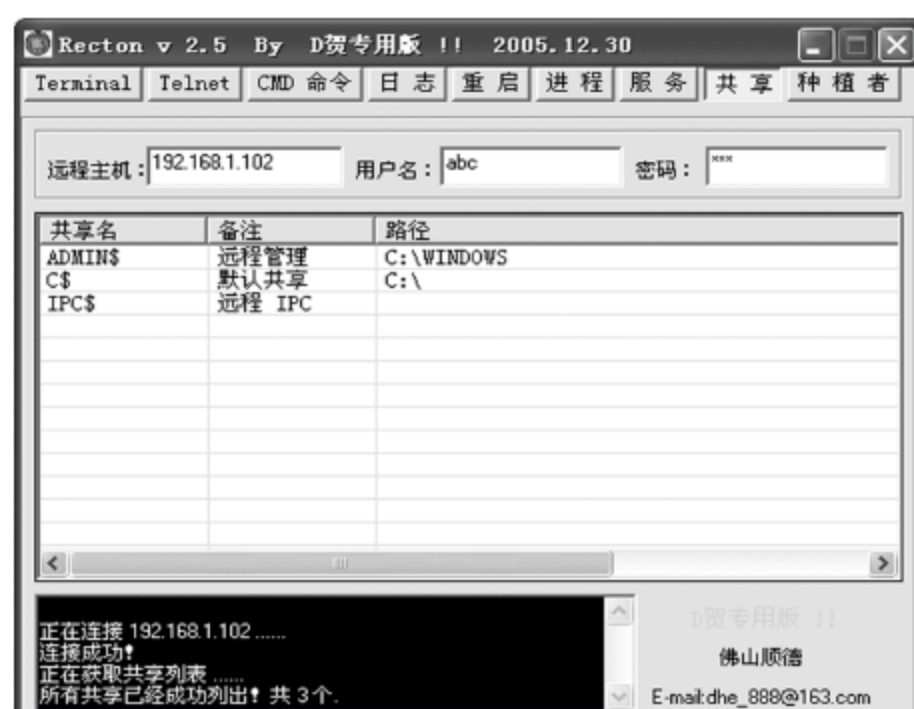 Recton v 2.5 By D贺专用版 !! 2005.12.30
Terminal Telnet CMD 命令 日 志 重 启 进 程 服 务 共 享 种 植 者
远程主机： 192.168.1.102 用户名： abc 密码： ***
共享名 备注 路径
ADMIN$ 远程管理 C:\WINDOWS
C$ 默认共享 C:\
IPC$ 远程 IPC
正在连接 192.168.1.102 ......
连接成功!
正在获取共享列表 ......
所有共享已经成功列出! 共 3 个.
D贺专用版 !!
佛山顺德
E-mail:dhe_888@163.com